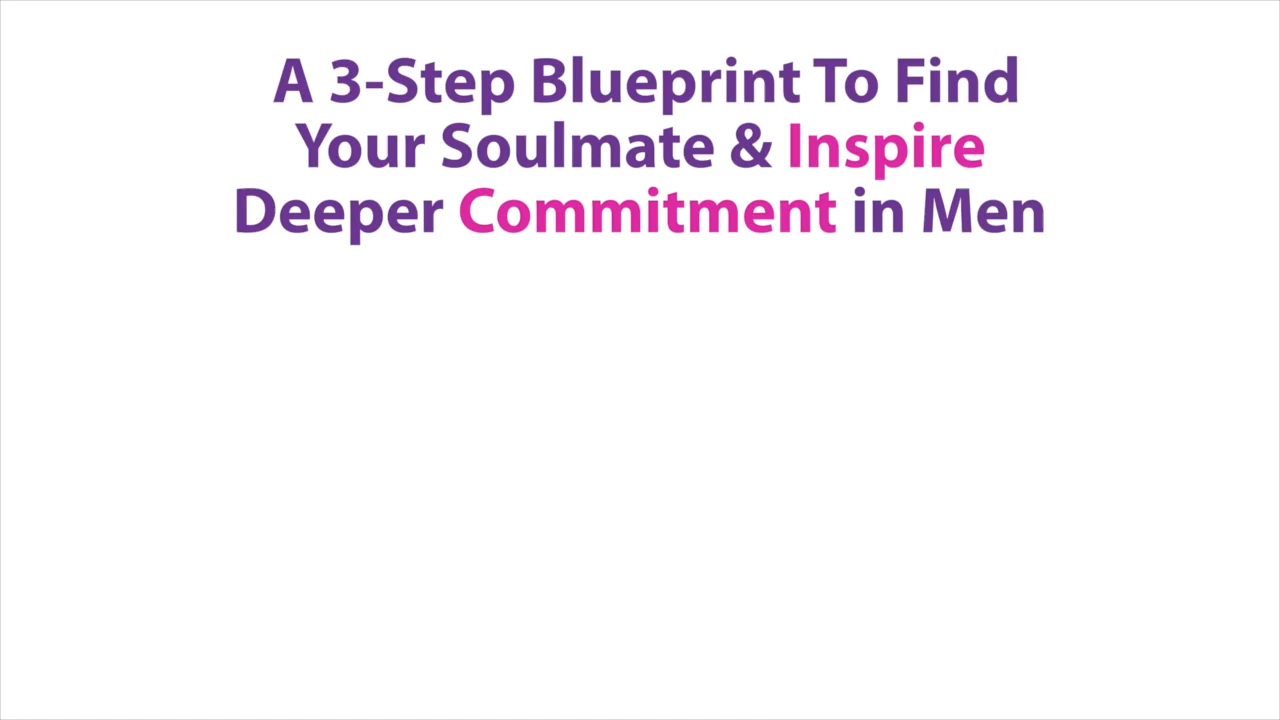 A 3-Step Blueprint To Find
Your Soulmate & Inspire
Deeper Commitment in Men